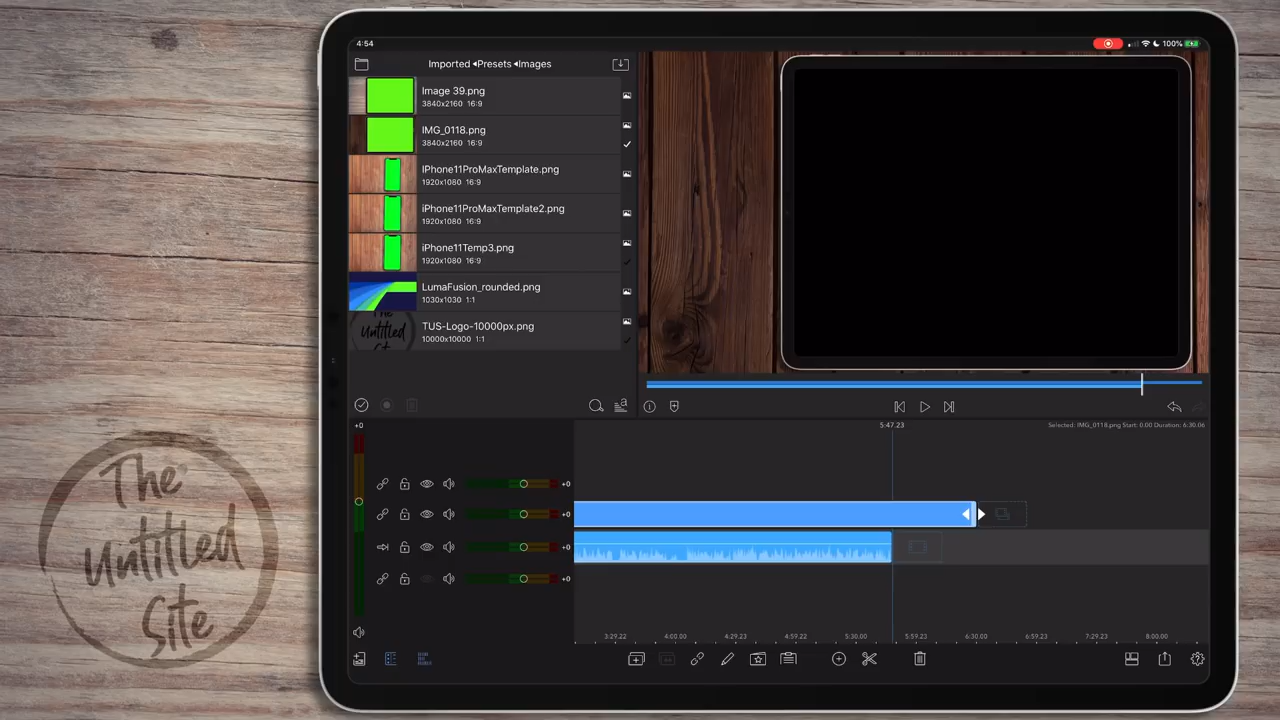 4:54
100%
Imported ◂Presets ◂Images
Image 39.png
3840x2160 16:9
IMG_0118.png
3840x2160 16:9
IPhone11ProMaxTemplate.png
1920x1080 16:9
iPhone11ProMaxTemplate2.png
1920x1080 16:9
iPhone11Temp3.png
1920x1080 16:9
LumaFusion_rounded.png
1030x1030 1:1
The
Untitled
TUS-Logo-10000px.png
10000x10000 1:1
+0
5:47.23
Selected: IMG_0118.png Start: 0.00 Duration: 6:30.06
+0
+0
+0
+0
3:29.22 4:00.00 4:29.23 4:59.22 5:30.00 5:59.23 6:30.00 6:59.23 7:29.23 8:00.00
The
Untitled
Site